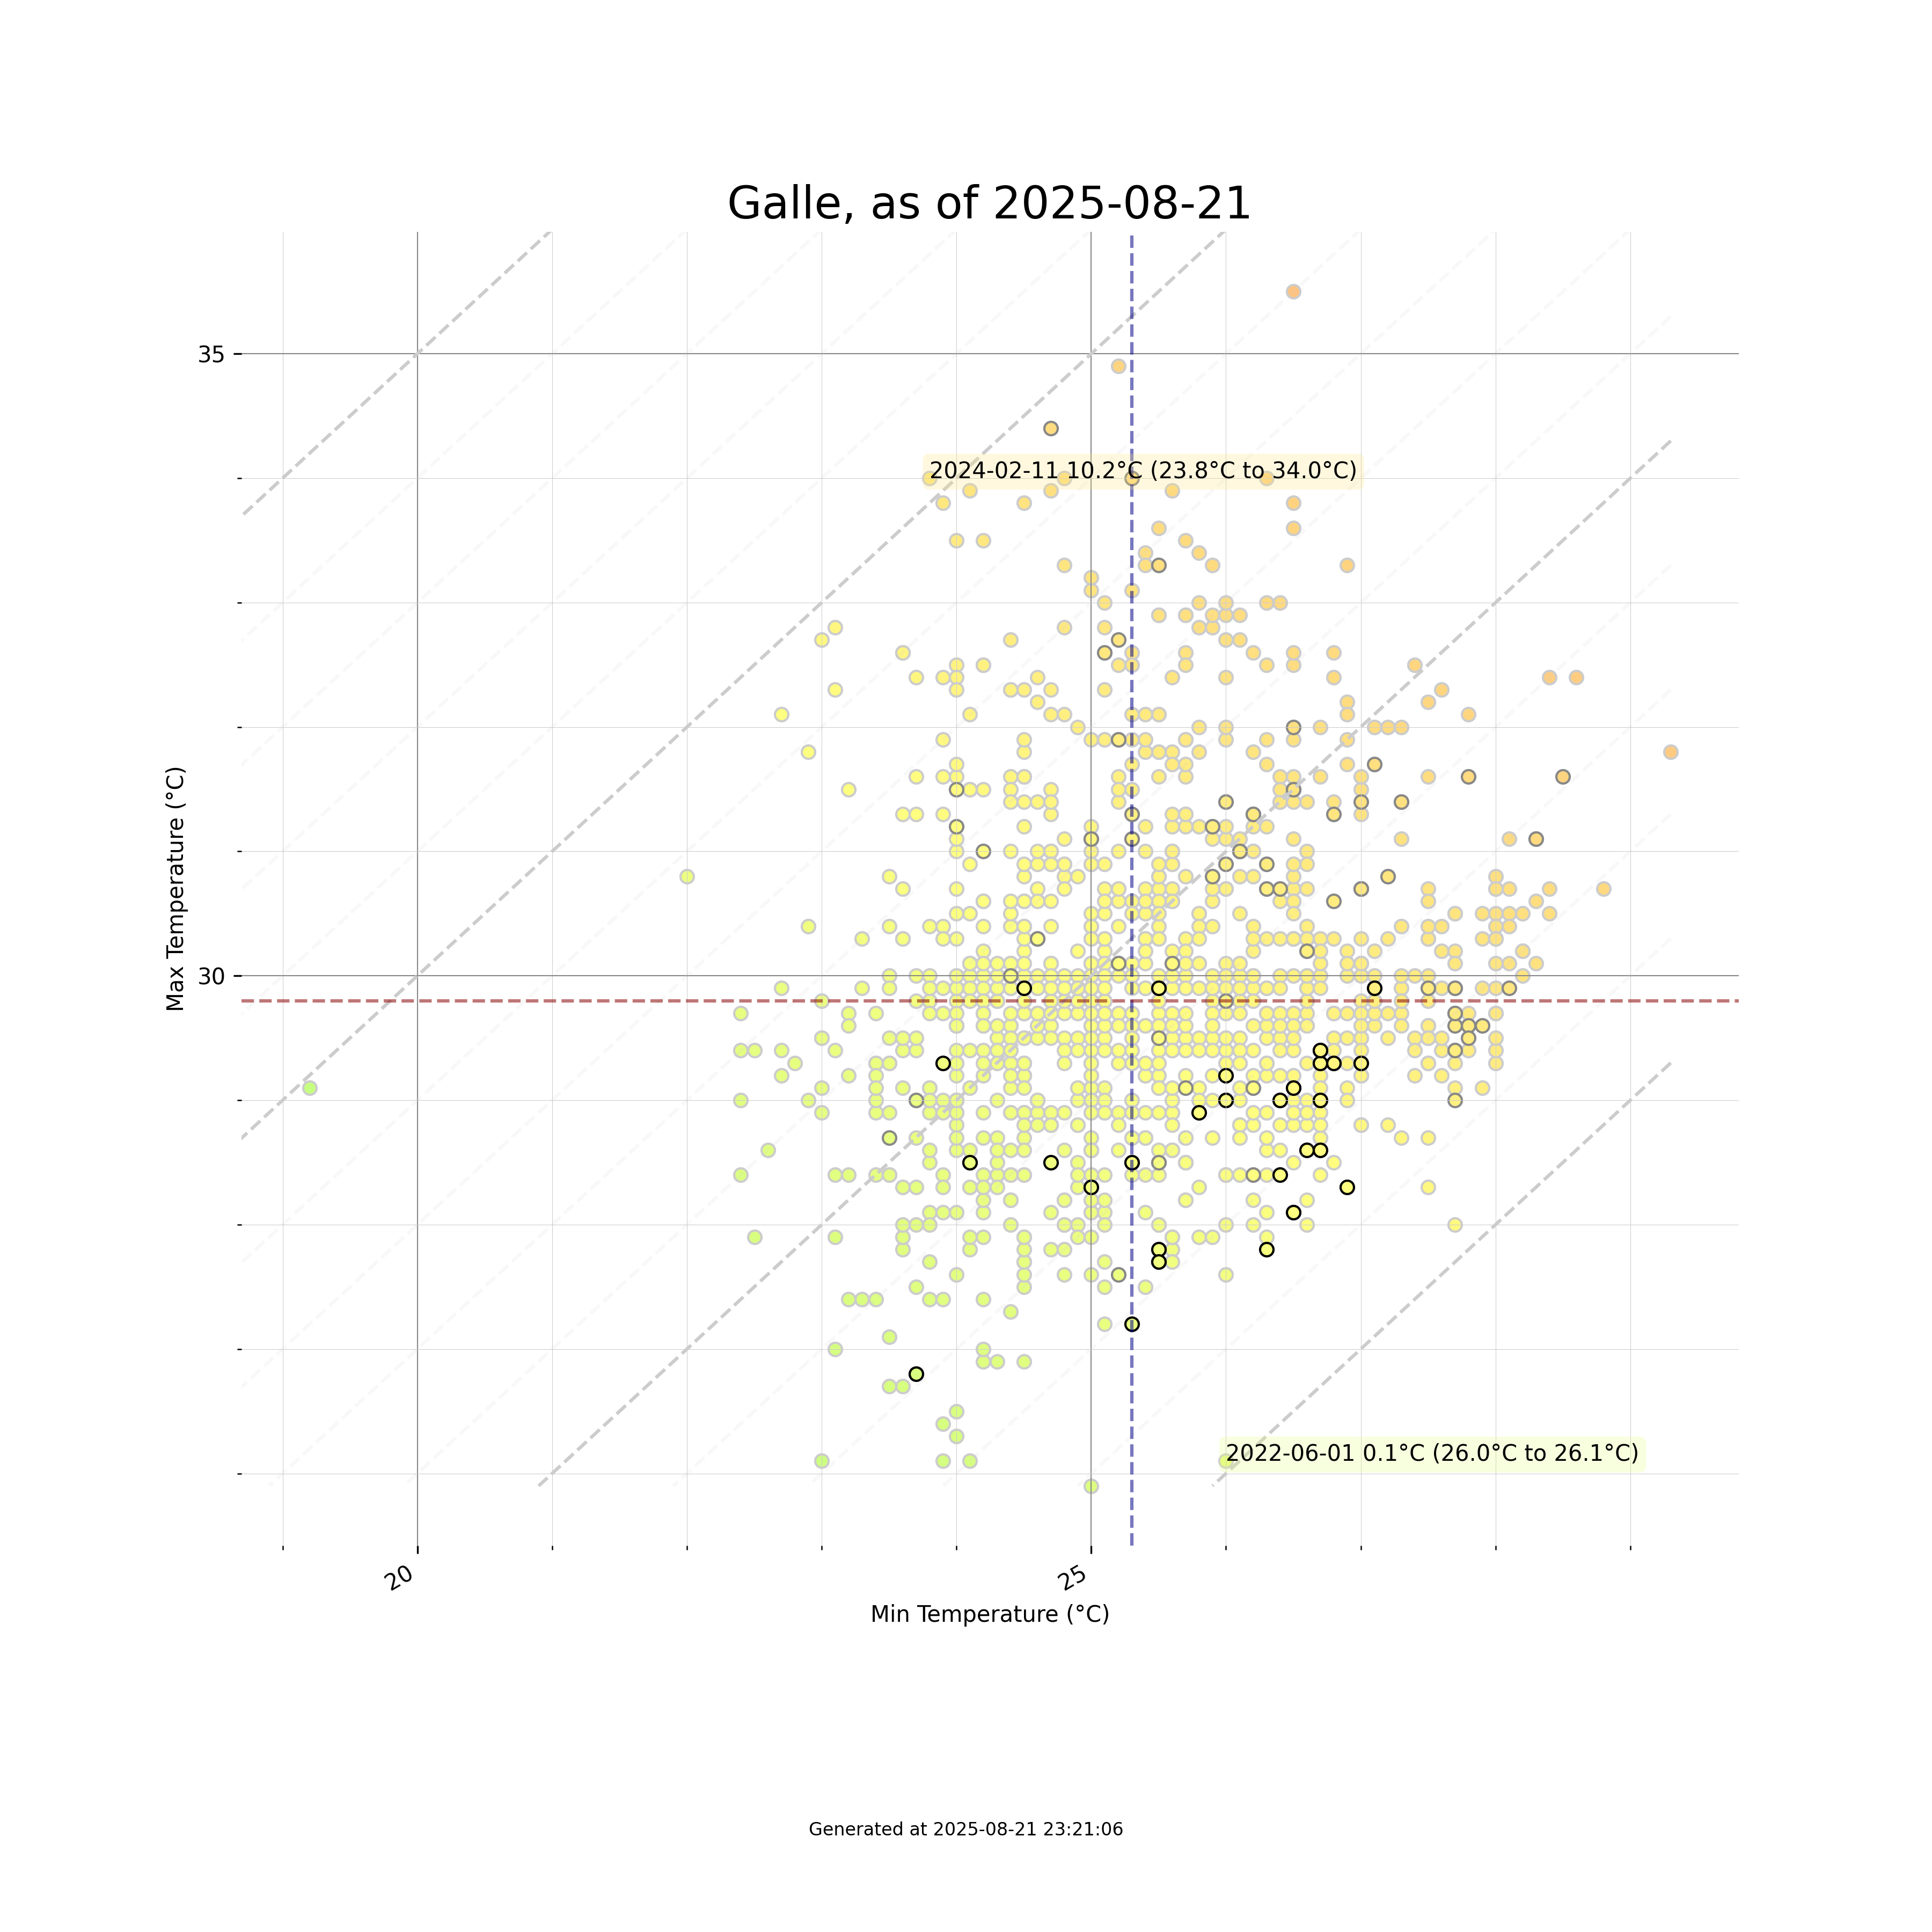 Galle, as of 2025-08-21
35
2024-02-11 10.2°C (23.8°C to 34.0°C)
Max Temperature (°C)
30
2022-06-01 0.1°C (26.0°C to 26.1°C)
20
25
Min Temperature (°C)
Generated at 2025-08-21 23:21:06